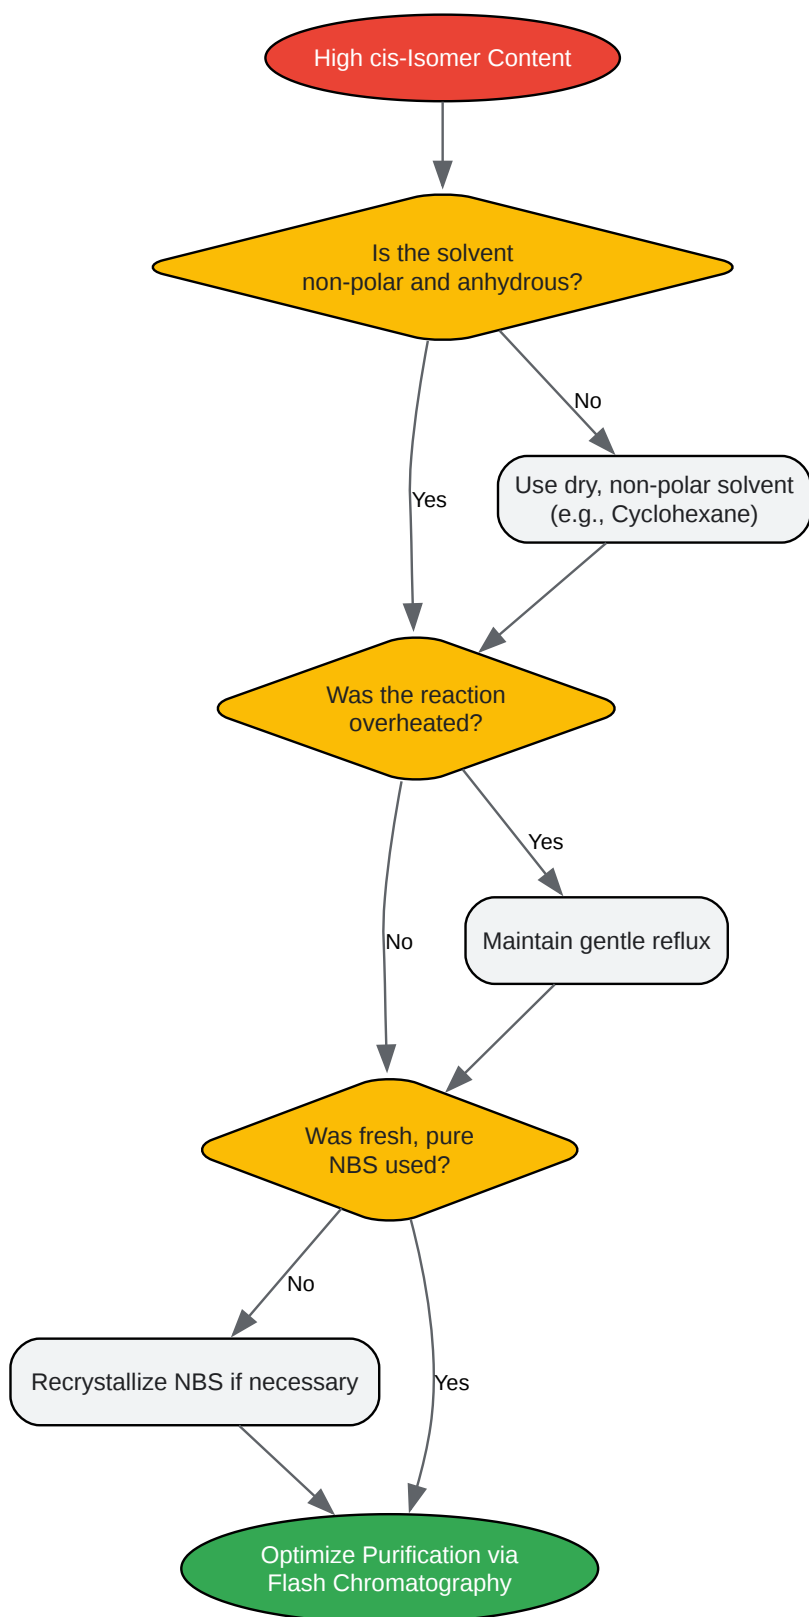 High cis-Isomer Content
Is the solvent
non-polar and anhydrous?
No
Yes
Use dry, non-polar solvent
(e.g., Cyclohexane)
Was the reaction
overheated?
Yes
No
Maintain gentle reflux
Was fresh, pure
NBS used?
No
Yes
Recrystallize NBS if necessary
Optimize Purification via
Flash Chromatography